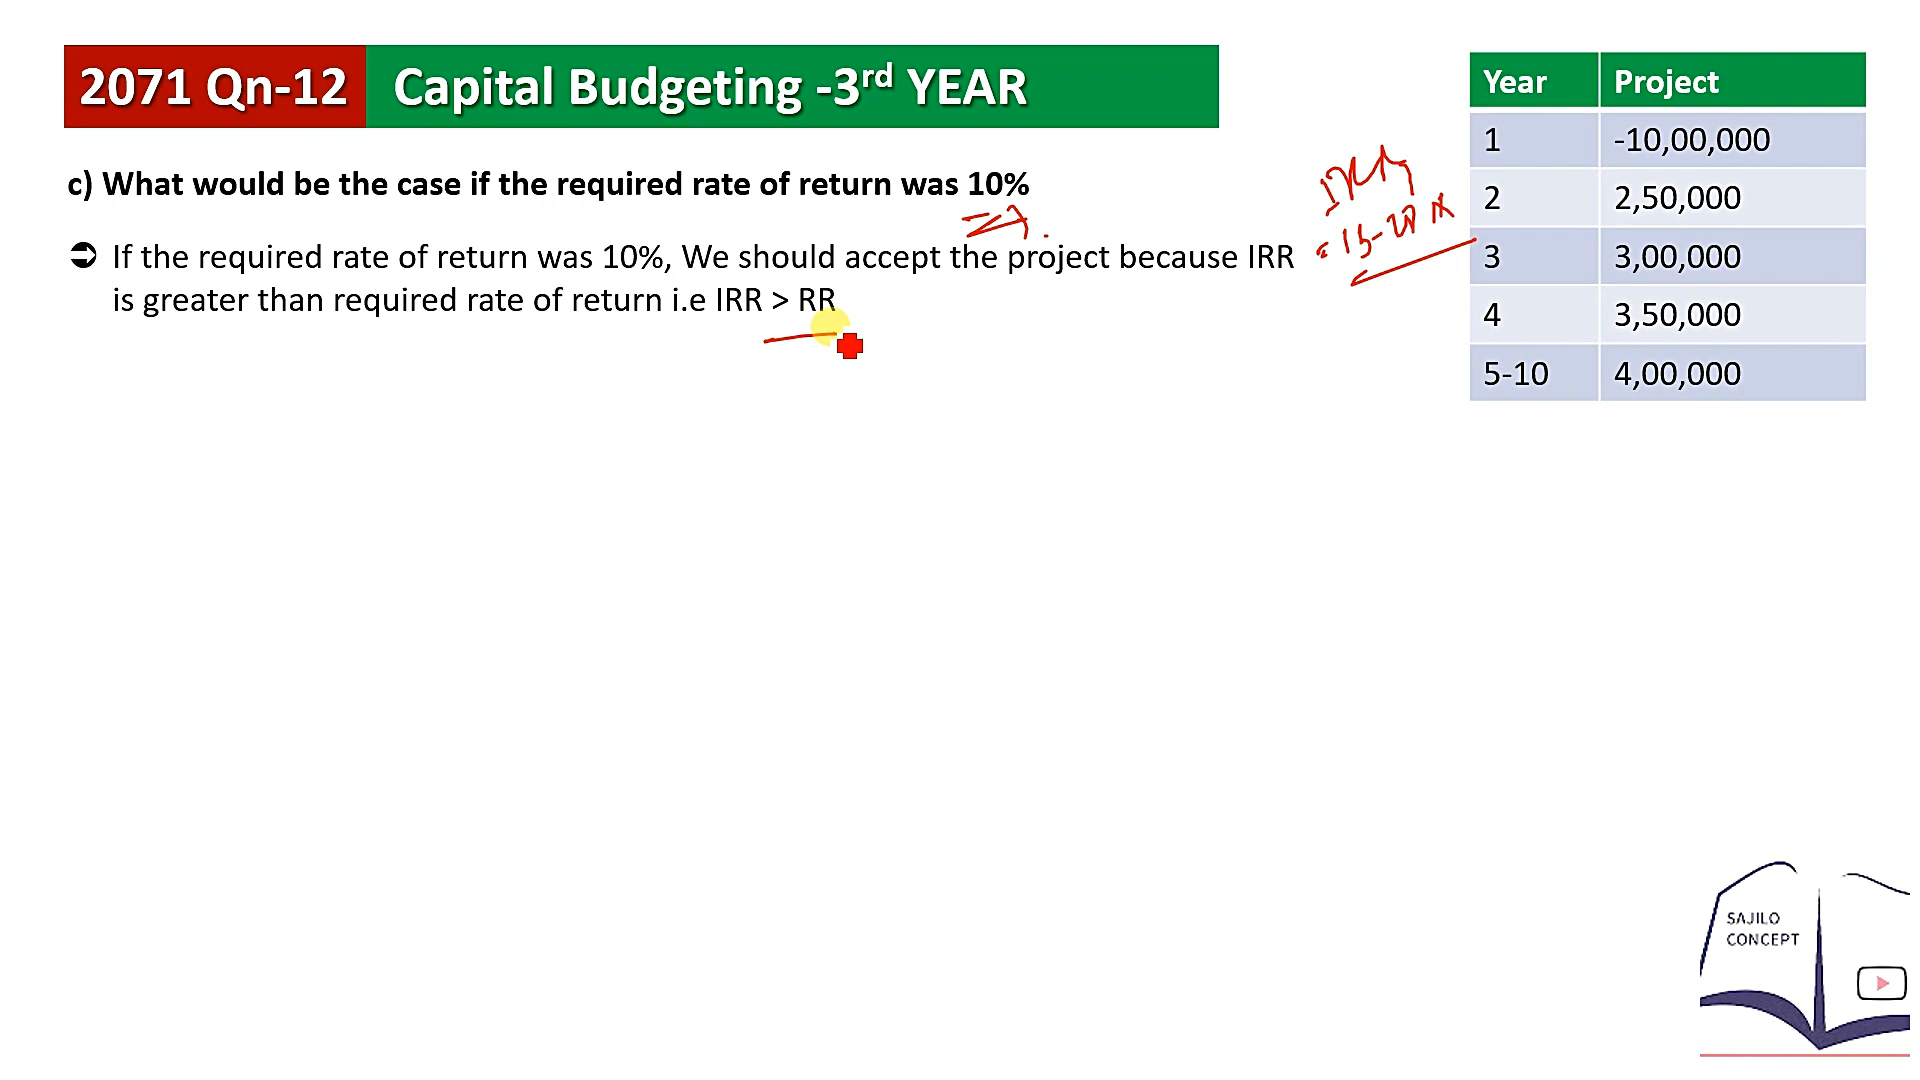 2071 Qn-12 Capital Budgeting -3rd YEAR
c) What would be the case if the required rate of return was 10%
If the required rate of return was 10%, We should accept the project because IRR
is greater than required rate of return i.e IRR > RR
Year Project
1 -10,00,000
2 2,50,000
3 3,00,000
4 3,50,000
5-10 4,00,000
SAJILO
CONCEPT